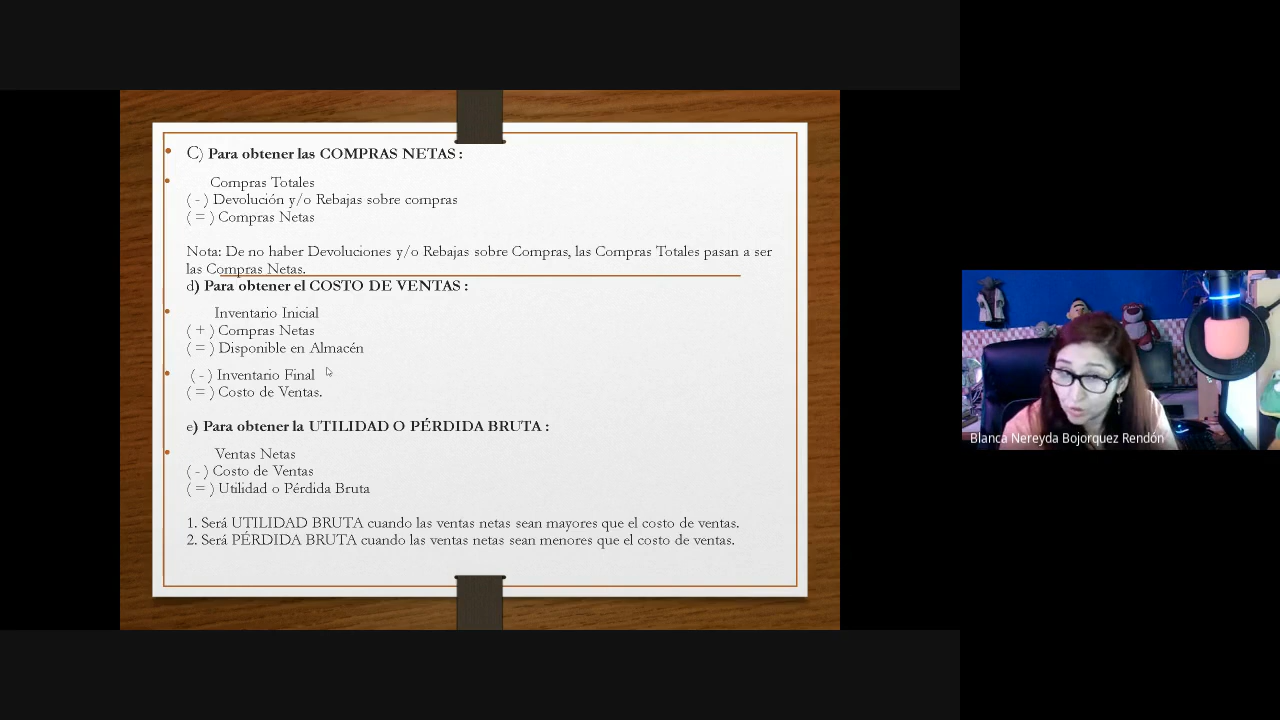 C) Para obtener las COMPRAS NETAS :
Compras Totales
( - ) Devolución y/o Rebajas sobre compras
( = ) Compras Netas
Nota: De no haber Devoluciones y/o Rebajas sobre Compras, las Compras Totales pasan a ser
las Compras Netas.
d) Para obtener el COSTO DE VENTAS :
Inventario Inicial
( + ) Compras Netas
( = ) Disponible en Almacén
( - ) Inventario Final
( = ) Costo de Ventas.
e) Para obtener la UTILIDAD O PÉRDIDA BRUTA :
Ventas Netas
( - ) Costo de Ventas
( = ) Utilidad o Pérdida Bruta
1. Será UTILIDAD BRUTA cuando las ventas netas sean mayores que el costo de ventas.
2. Será PÉRDIDA BRUTA cuando las ventas netas sean menores que el costo de ventas.
Blanca Nereyda Bojorquez Rendón